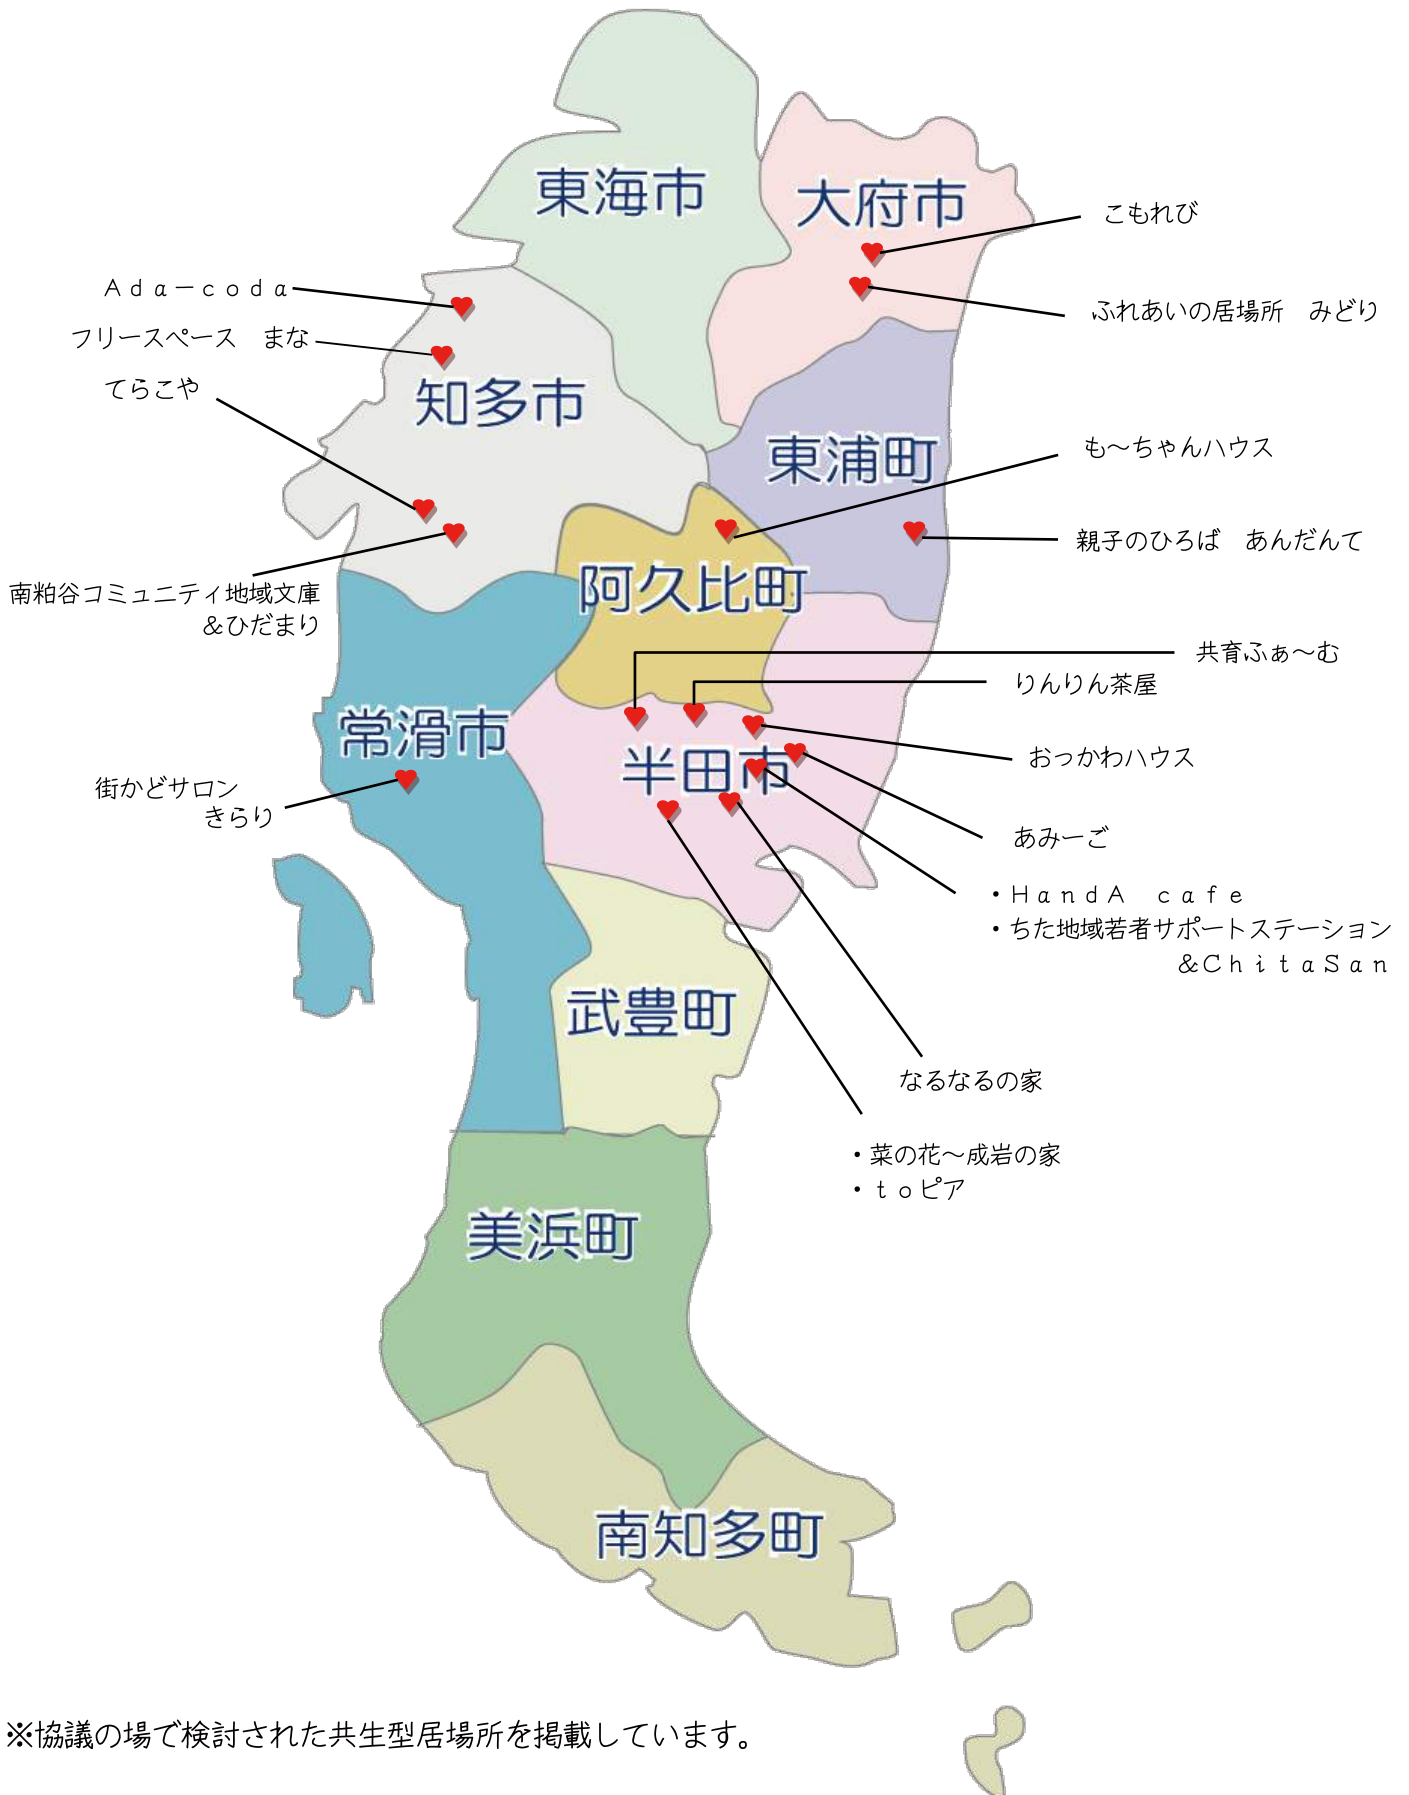 東海市
大府市
こもれび
Ada－coda
ふれあいの居場所　みどり
フリースペース　まな
てらこや
知多市
東浦町
も～ちゃんハウス
親子のひろば　あんだんて
南粕谷コミュニティ地域文庫
&ひだまり
阿久比町
共育ふぁ～む
りんりん茶屋
常滑市
半田市
おっかわハウス
街かどサロン
きらり
あみーご
・HandA　cafe
・ちた地域若者サポートステーション
&ChitaSan
武豊町
なるなるの家
・菜の花～成岩の家
・toピア
美浜町
南知多町
※協議の場で検討された共生型居場所を掲載しています。